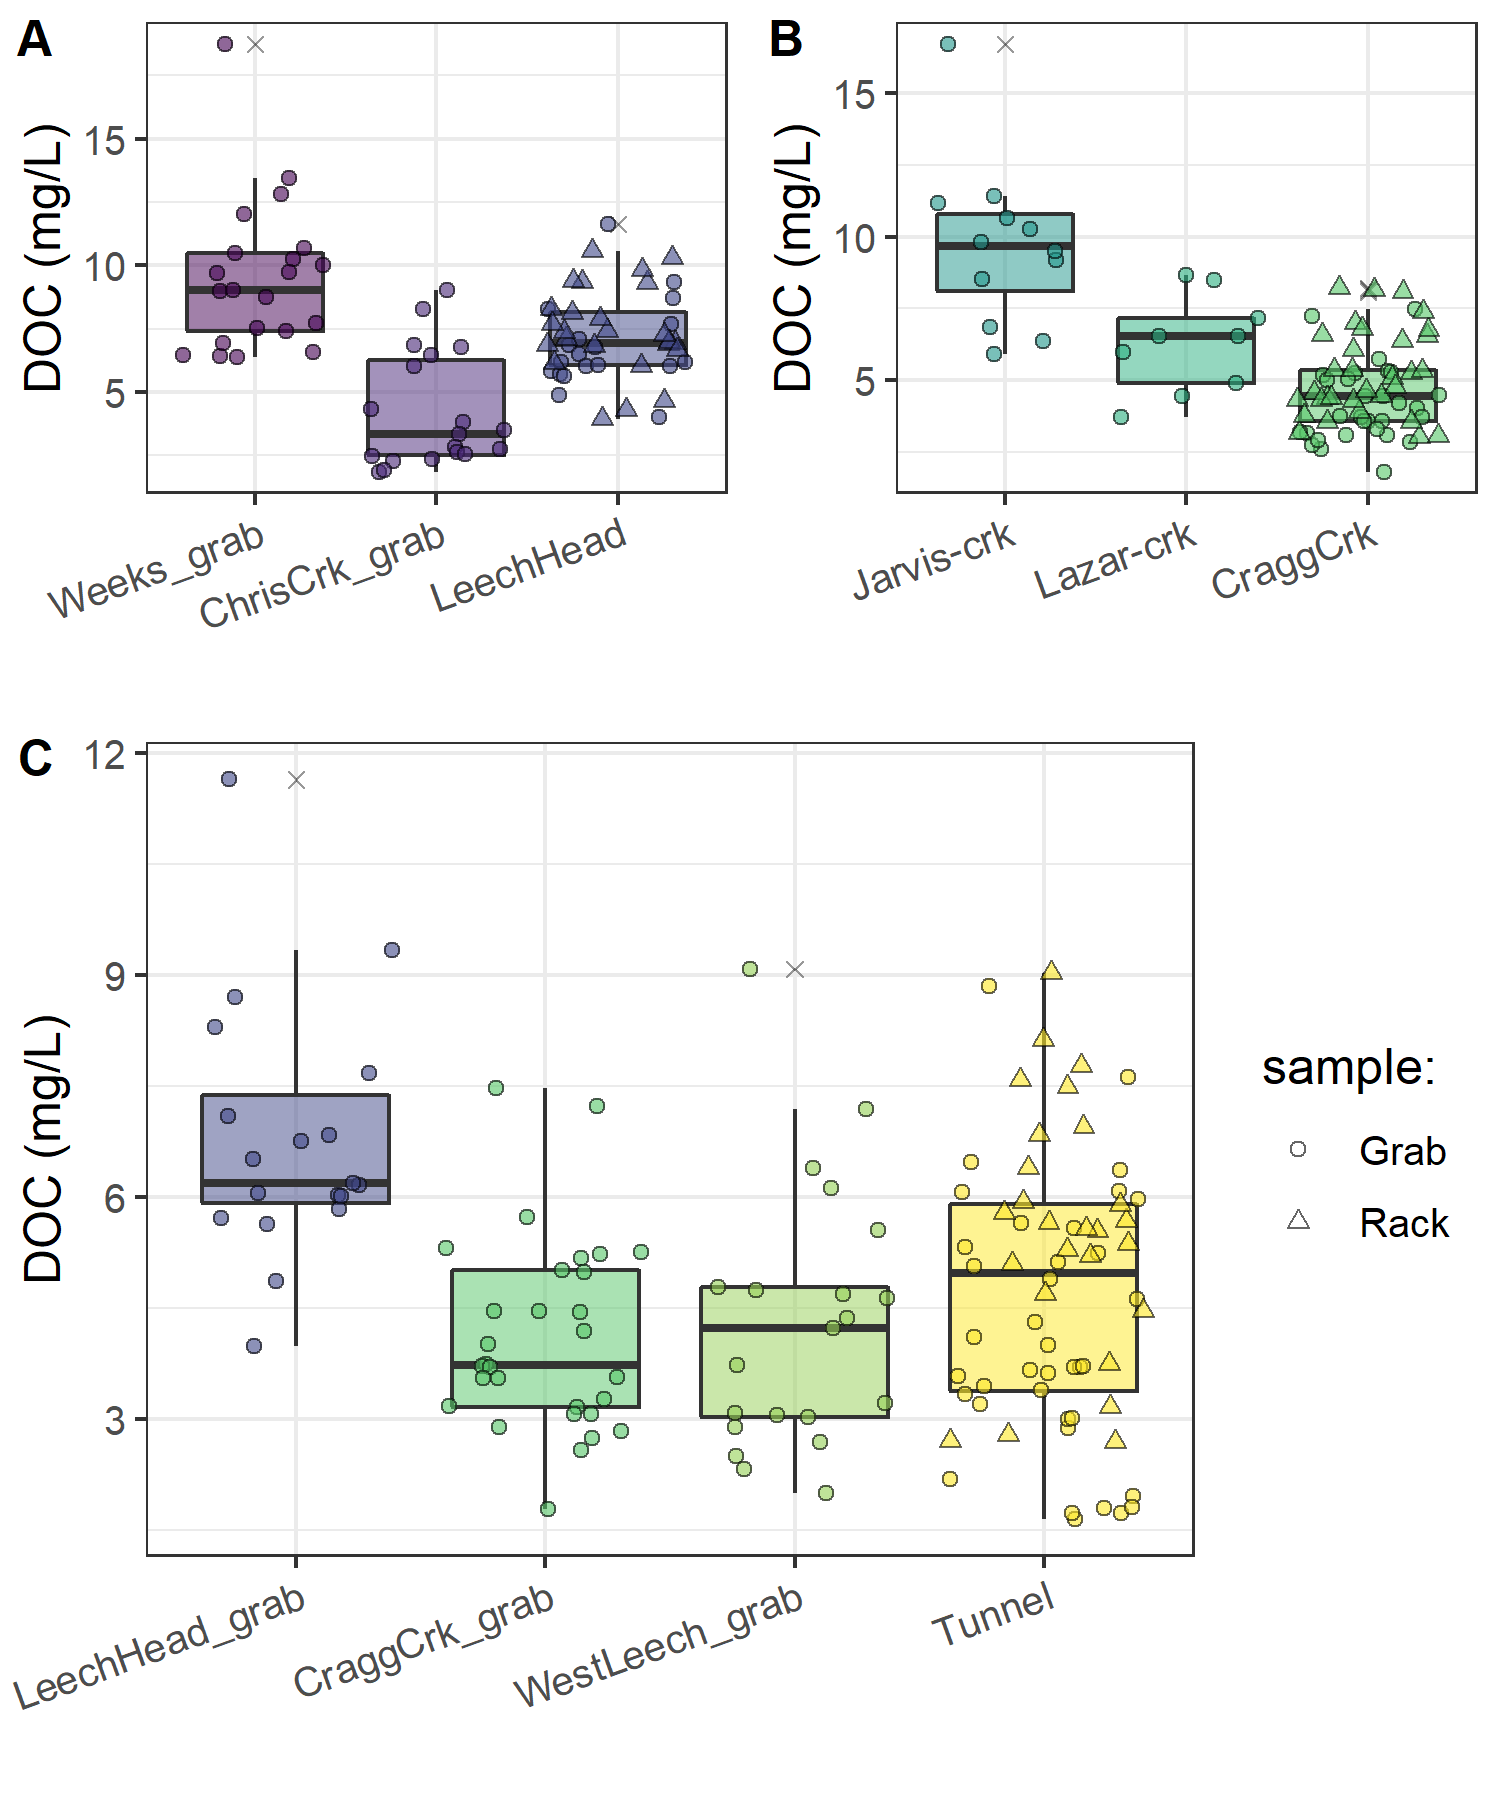 A
DOC (mg/L)
15
10
5
Weeks_grab
ChrisCrk_grab
LeechHead
B
DOC (mg/L)
15
10
5
Jarvis-crk
Lazar-crk
CraggCrk
C
DOC (mg/L)
12
9
6
3
LeechHead_grab
CraggCrk_grab
WestLeech_grab
Tunnel
sample:
Grab
Rack